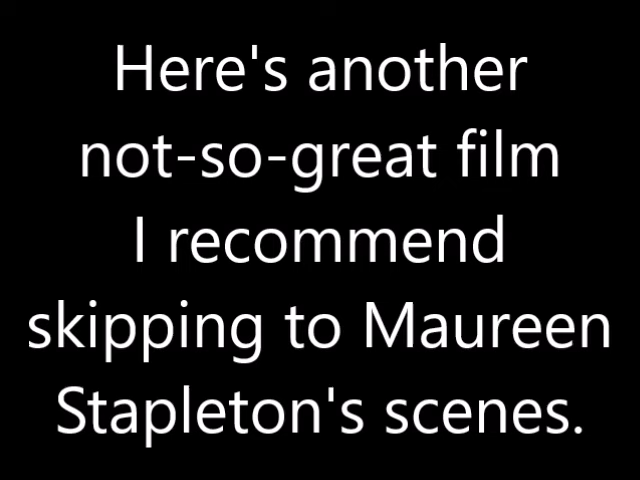 Here's another
not-so-great film
I recommend
skipping to Maureen
Stapleton's scenes.